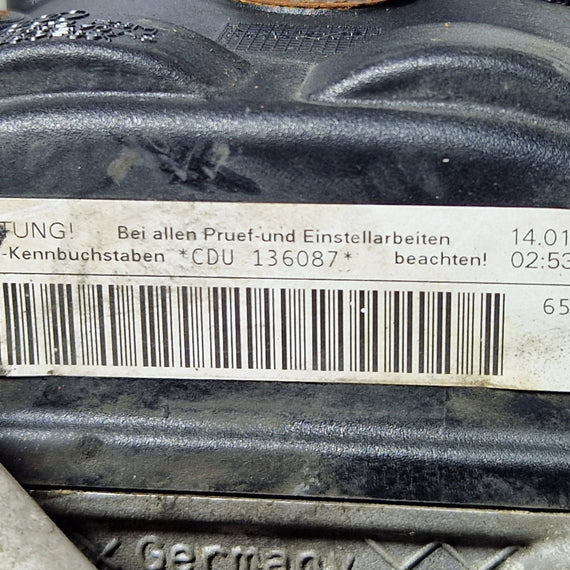 TUNG! Bei allen Pruef-und Einstellarbeiten 14.01
-Kennbuchstaben *CDU 136087* beachten! 02:53
65
Germany